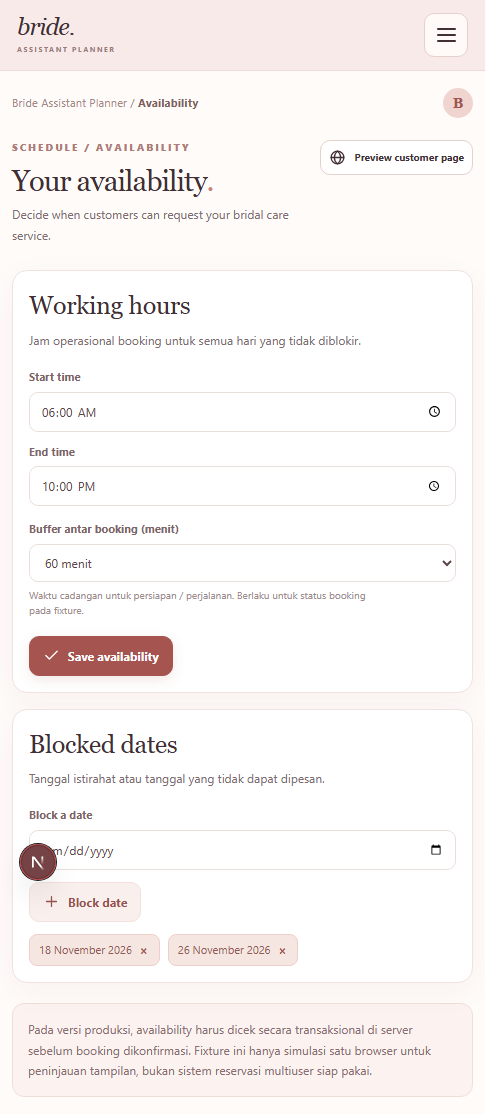 bride.
ASSISTANT PLANNER
Bride Assistant Planner / Availability
B
SCHEDULE / AVAILABILITY
Preview customer page
Your availability.
Decide when customers can request your bridal care
service.
Working hours
Jam operasional booking untuk semua hari yang tidak diblokir.
Start time
06:00 AM
End time
10:00 PM
Buffer antar booking (menit)
60 menit
Waktu cadangan untuk persiapan / perjalanan. Berlaku untuk status booking
pada fixture.
Save availability
Blocked dates
Tanggal istirahat atau tanggal yang tidak dapat dipesan.
Block a date
m/dd/yyyy
N
Block date
18 November 2026 ×
26 November 2026 ×
Pada versi produksi, availability harus dicek secara transaksional di server
sebelum booking dikonfirmasi. Fixture ini hanya simulasi satu browser untuk
peninjauan tampilan, bukan sistem reservasi multiuser siap pakai.